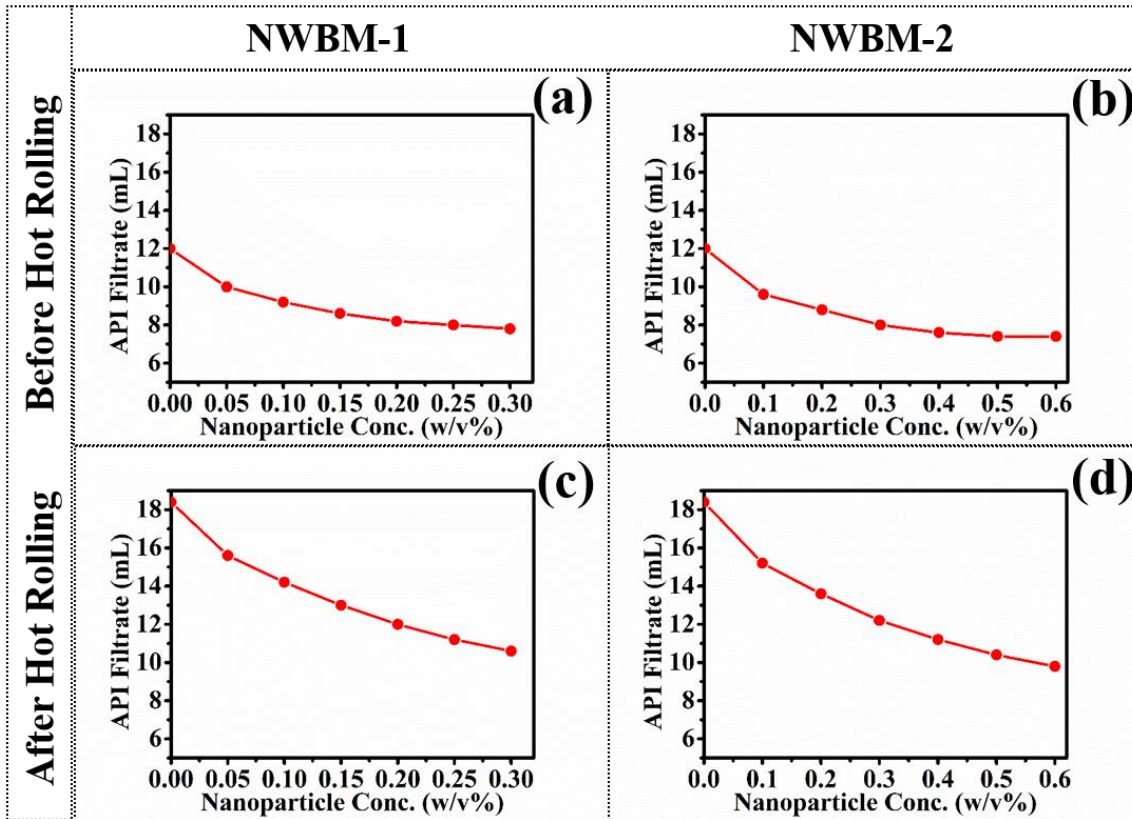 NWBM-1
NWBM-2
Before Hot Rolling
(a)
API Filtrate (mL)
18
16
14
12
10
8
6
0.00 0.05 0.10 0.15 0.20 0.25 0.30
Nanoparticle Conc. (w/v%)
(b)
API Filtrate (mL)
18
16
14
12
10
8
6
0.0 0.1 0.2 0.3 0.4 0.5 0.6
Nanoparticle Conc. (w/v%)
After Hot Rolling
(c)
API Filtrate (mL)
18
16
14
12
10
8
6
0.00 0.05 0.10 0.15 0.20 0.25 0.30
Nanoparticle Conc. (w/v%)
(d)
API Filtrate (mL)
18
16
14
12
10
8
6
0.0 0.1 0.2 0.3 0.4 0.5 0.6
Nanoparticle Conc. (w/v%)